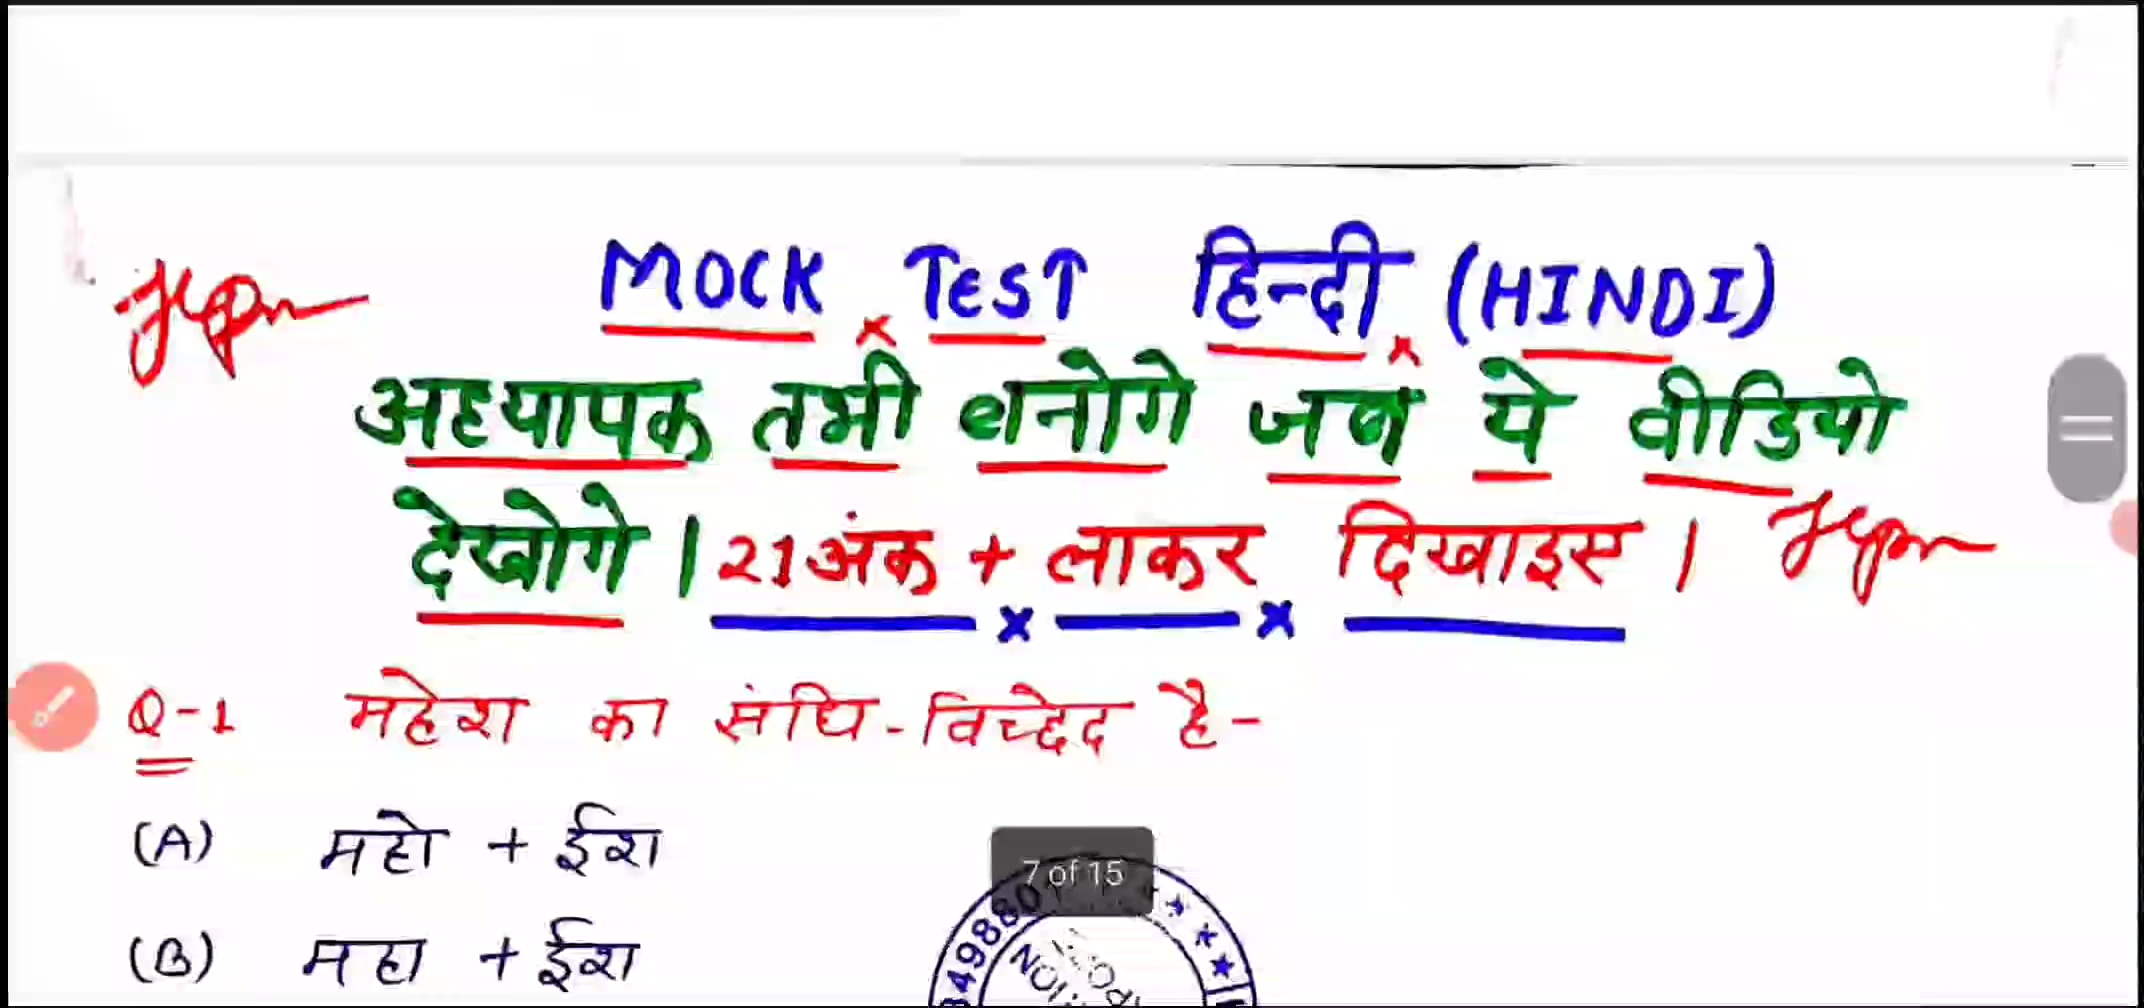 MOCK TEST हिन्दी (HINDI)
अध्यापक तभी बनोगे जब ये वीडियो
देखोगे । 21अंक + लाकर दिखाइए ।
Q-1 महेश का संधि-विच्छेद है-
(A) महो + ईश
7 of 15
(B) महा + ईश